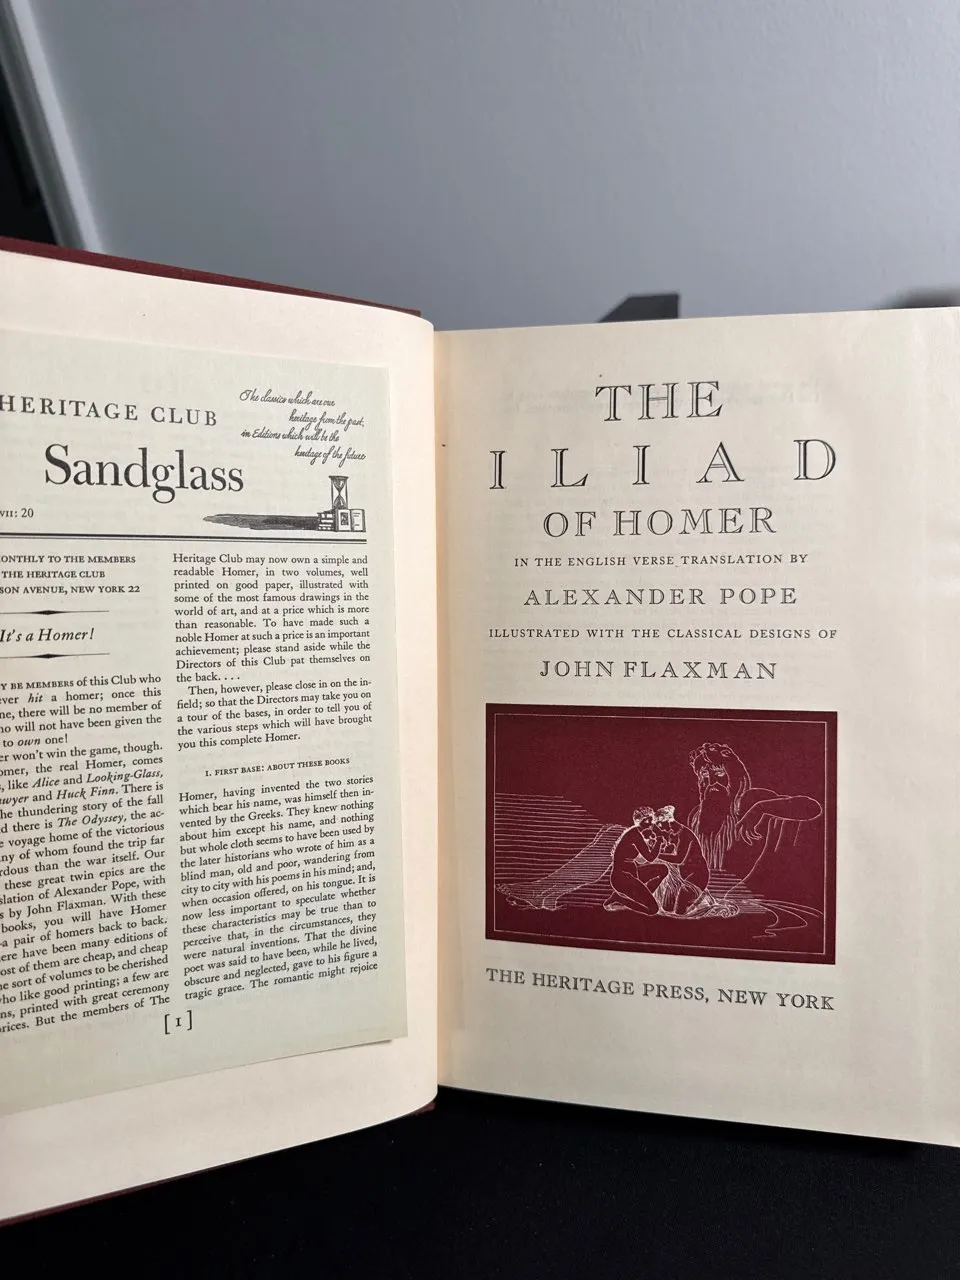 HERITAGE CLUB
The classics which are our
heritage from the past,
in Editions which will be the
heritage of the future
Sandglass
VII: 20
MONTHLY TO THE MEMBERS
THE HERITAGE CLUB
AVENUE, NEW YORK 22
It's a Homer!
BE MEMBERS of this Club who
ever hit a homer; once this
there will be no member of
who will not have been given the
to own one!
won't win the game, though.
the real Homer, comes
like Alice and Looking-Glass,
and Huck Finn. There is
the thundering story of the fall
there is The Odyssey, the ac-
voyage home of the victorious
of whom found the trip far
than the war itself. Our
these great twin epics are the
of Alexander Pope, with
by John Flaxman. With these
books, you will have Homer
a pair of homers back to back.
have been many editions of
of them are cheap, and cheap
sort of volumes to be cherished
who like good printing; a few are
printed with great ceremony
But the members of The
Heritage Club may now own a simple and
readable Homer, in two volumes, well
printed on good paper, illustrated with
some of the most famous drawings in the
world of art, and at a price which is more
than reasonable. To have made such a
noble Homer at such a price is an important
achievement; please stand aside while the
Directors of this Club pat themselves on
the back. . . .
Then, however, please close in on the in-
field; so that the Directors may take you on
a tour of the bases, in order to tell you of
the various steps which will have brought
you this complete Homer.
1. FIRST BASE: ABOUT THESE BOOKS
Homer, having invented the two stories
which bear his name, was himself then in-
vented by the Greeks. They knew nothing
about him except his name, and nothing
but whole cloth seems to have been used by
the later historians who wrote of him as a
blind man, old and poor, wandering from
city to city with his poems in his mind; and,
when occasion offered, on his tongue. It is
now less important to speculate whether
these characteristics may be true than to
perceive that, in the circumstances, they
were natural inventions. That the divine
poet was said to have been, while he lived,
obscure and neglected, gave to his figure a
tragic grace. The romantic might rejoice
[ 1 ]
THE
ILIAD
OF HOMER
IN THE ENGLISH VERSE TRANSLATION BY
ALEXANDER POPE
ILLUSTRATED WITH THE CLASSICAL DESIGNS OF
JOHN FLAXMAN
THE HERITAGE PRESS, NEW YORK